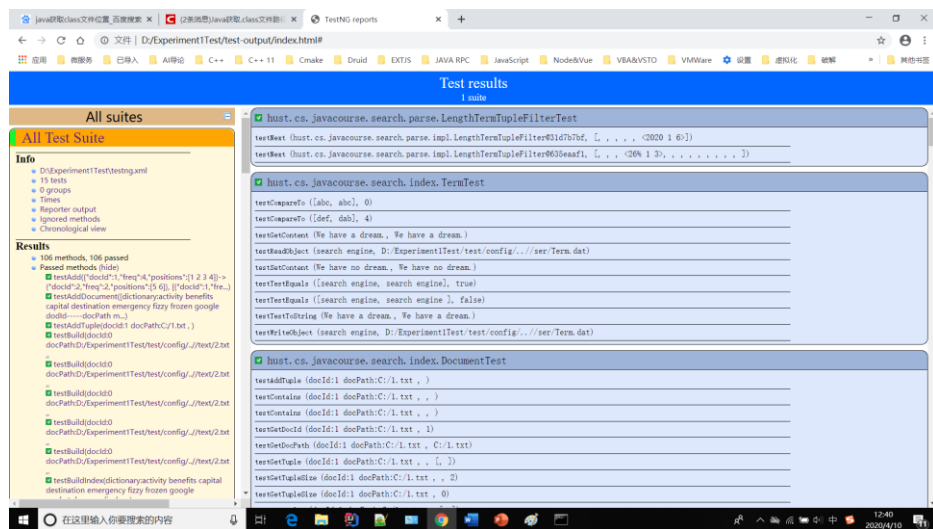 java获取class文件位置_百度搜索
(2条消息)Java获取.class文件路径
TestNG reports
文件 | D:/Experiment1Test/test-output/index.html#
应用 微服务 已导入 AI导论 C++ C++ 11 Cmake Druid EXTJS JAVA RPC JavaScript Node&Vue VBA&VSTO VMWare 设置 虚拟化 破解 » 其他书签
Test results
1 suite
All suites
All Test Suite
Info
D:\Experiment1Test\testng.xml
15 tests
0 groups
Times
Reporter output
Ignored methods
Chronological view
Results
106 methods, 106 passed
Passed methods (hide)
testAdd({"docId":1,"freq":4,"positions":[1 2 3 4]}->
{"docId":2,"freq":2,"positions":[5 6]}, [{"docId":1,"fre...)
testAddDocument([dictionary:activity benefits
capital destination emergency fizzy frozen google
dodId-----docPath m...)
testAddTuple(docId:1 docPath:C:/1.txt , )
testBuild(docId:0
docPath:D:/Experiment1Test/test/config/..//text/2.txt
..
testBuild(docId:0
docPath:D:/Experiment1Test/test/config/..//text/2.txt
..
testBuild(docId:0
docPath:D:/Experiment1Test/test/config/..//text/2.txt
..
testBuild(docId:0
docPath:D:/Experiment1Test/test/config/..//text/2.txt
..
testBuild(docId:0
docPath:D:/Experiment1Test/test/config/..//text/2.txt
..
testBuildIndex(dictionary:activity benefits capital
destination emergency fizzy frozen google
hust.cs.javacourse.search.parse.LengthTermTupleFilterTest
testNext (hust.cs.javacourse.search.parse.impl.LengthTermTupleFilter@31d7b7bf, [, , , , , <2020 1 6>])
testNext (hust.cs.javacourse.search.parse.impl.LengthTermTupleFilter@635eaaf1, [, , , <26% 1 3>, , , , , , , , , ])
hust.cs.javacourse.search.index.TermTest
testCompareTo ([abc, abc], 0)
testCompareTo ([def, dab], 4)
testGetContent (We have a dream., We have a dream.)
testReadObject (search engine, D:/Experiment1Test/test/config/..//ser/Term.dat)
testSetContent (We have no dream., We have no dream.)
testTestEquals ([search engine, search engine], true)
testTestEquals ([search engine, search engine ], false)
testTestToString (We have a dream., We have a dream.)
testWriteObject (search engine, D:/Experiment1Test/test/config/..//ser/Term.dat)
hust.cs.javacourse.search.index.DocumentTest
testAddTuple (docId:1 docPath:C:/1.txt , )
testContains (docId:1 docPath:C:/1.txt , , )
testContains (docId:1 docPath:C:/1.txt , , )
testGetDocId (docId:1 docPath:C:/1.txt , 1)
testGetDocPath (docId:1 docPath:C:/1.txt , C:/1.txt)
testGetTuple (docId:1 docPath:C:/1.txt , , [, ])
testGetTupleSize (docId:1 docPath:C:/1.txt , , 2)
testGetTupleSize (docId:1 docPath:C:/1.txt , 0)
在这里输入你要搜索的内容
中
12:40
2020/4/10